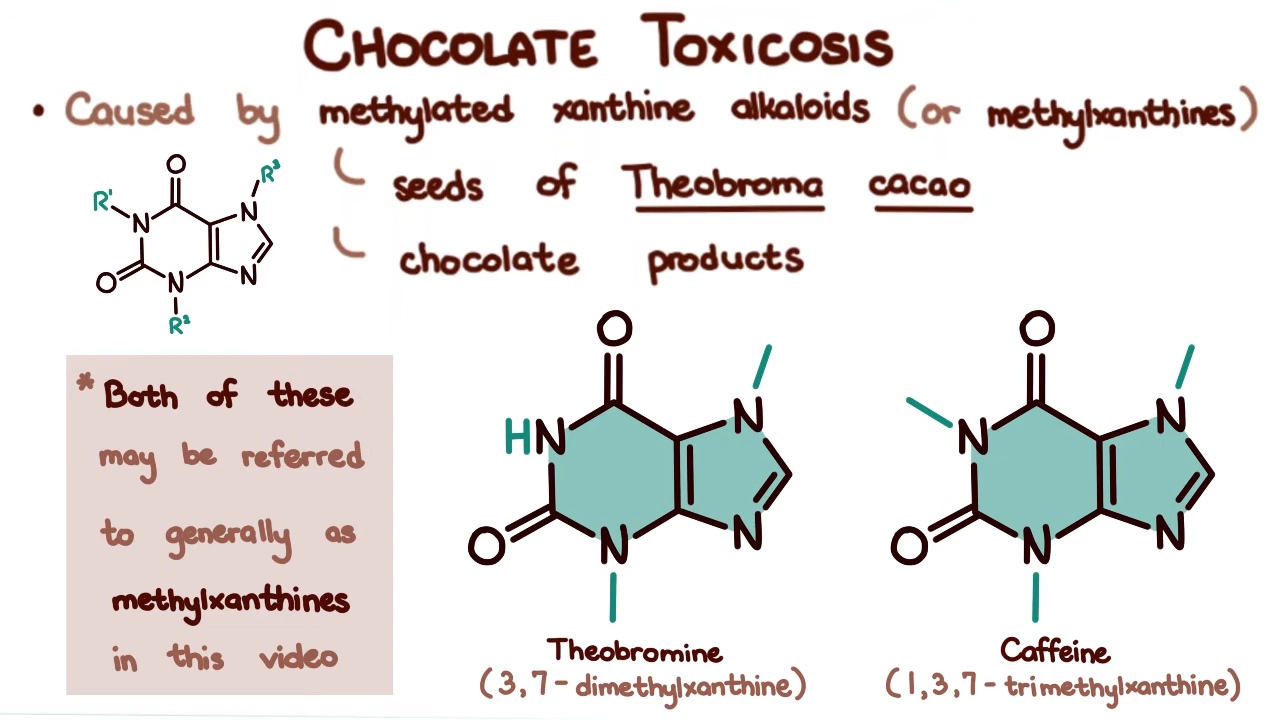 CHOCOLATE TOXICOSIS
• Caused by methylated xanthine alkaloids (or methylxanthines)
seeds of Theobroma cacao
chocolate products
O
R³
R¹
N
N
O
N
N
R²
* Both of these
may be referred
to generally as
methylxanthines
in this video
O
N
HN
O
N
N
Theobromine
(3,7-dimethylxanthine)
O
N
N
O
N
N
Caffeine
(1,3,7-trimethylxanthine)